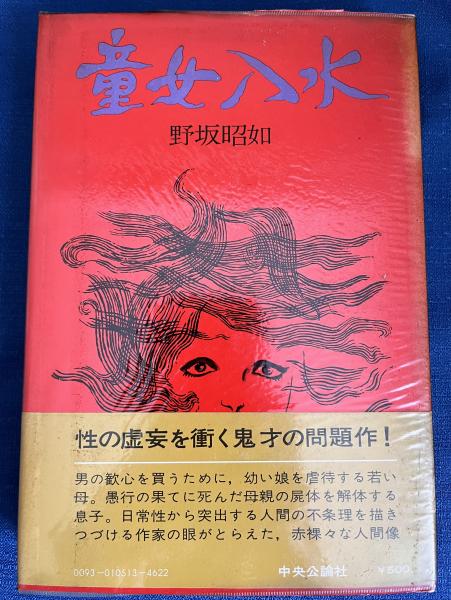 童女入水
野坂昭如
性の虚妄を衝く鬼才の問題作！
男の歓心を買うために，幼い娘を虐待する若い
母。愚行の果てに死んだ母親の屍体を解体する
息子。日常性から突出する人間の不条理を描き
つづける作家の眼がとらえた，赤裸々な人間像
0093-010513-4622
中央公論社
￥500